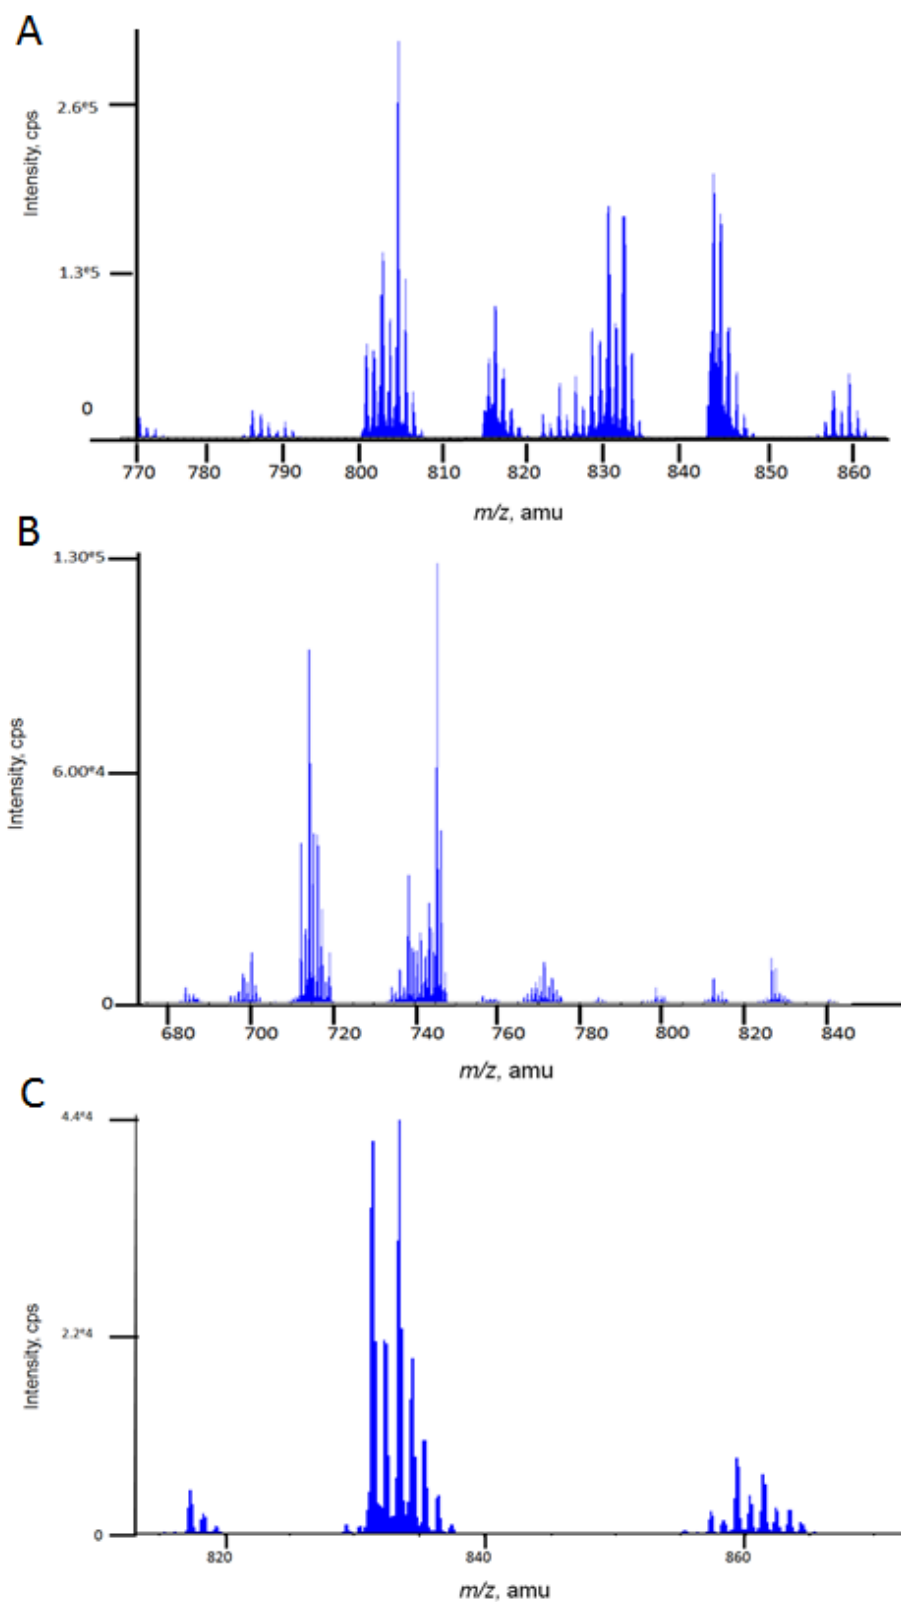 A
Intensity, cps
2.6*5
1.3*5
0
770 780 790 800 810 820 830 840 850 860
m/z, amu
B
Intensity, cps
1.30*5
6.00*4
0
680 700 720 740 760 780 800 820 840
m/z, amu
C
Intensity, cps
4.4*4
2.2*4
0
820 840 860
m/z, amu